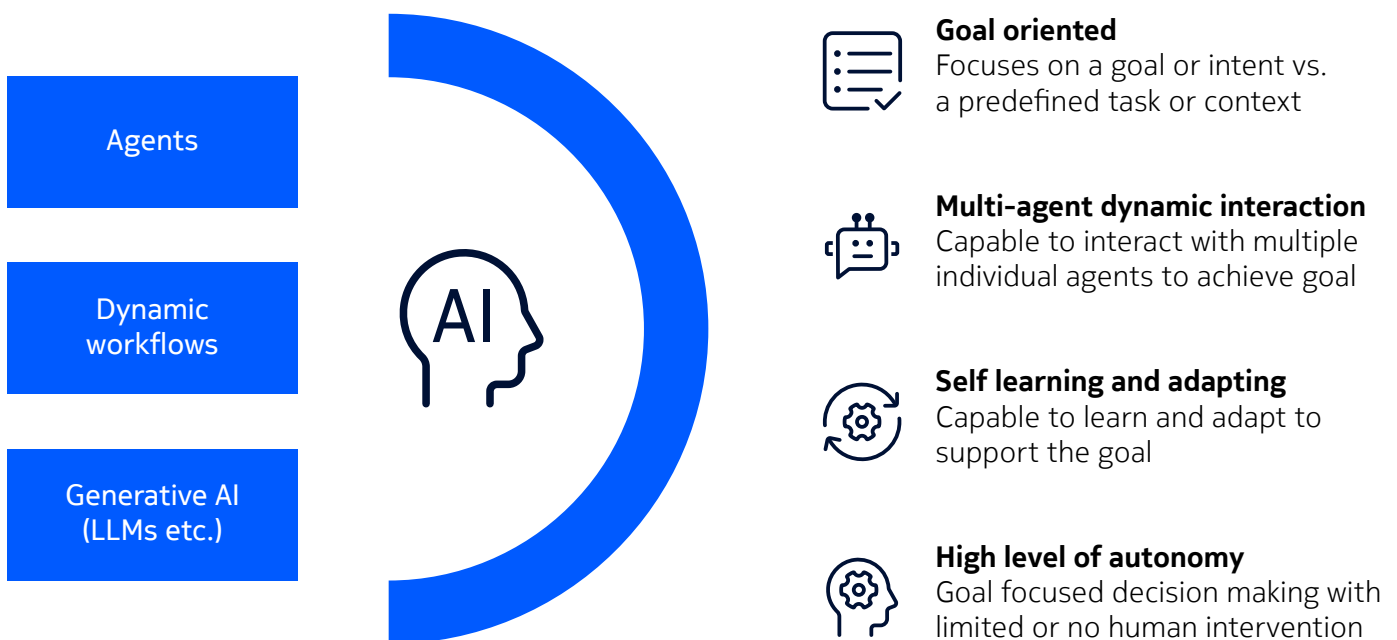 Agents
Dynamic
workflows
Generative AI
(LLMs etc.)
AI
Goal oriented
Focuses on a goal or intent vs.
a predefined task or context
Multi-agent dynamic interaction
Capable to interact with multiple
individual agents to achieve goal
Self learning and adapting
Capable to learn and adapt to
support the goal
High level of autonomy
Goal focused decision making with
limited or no human intervention